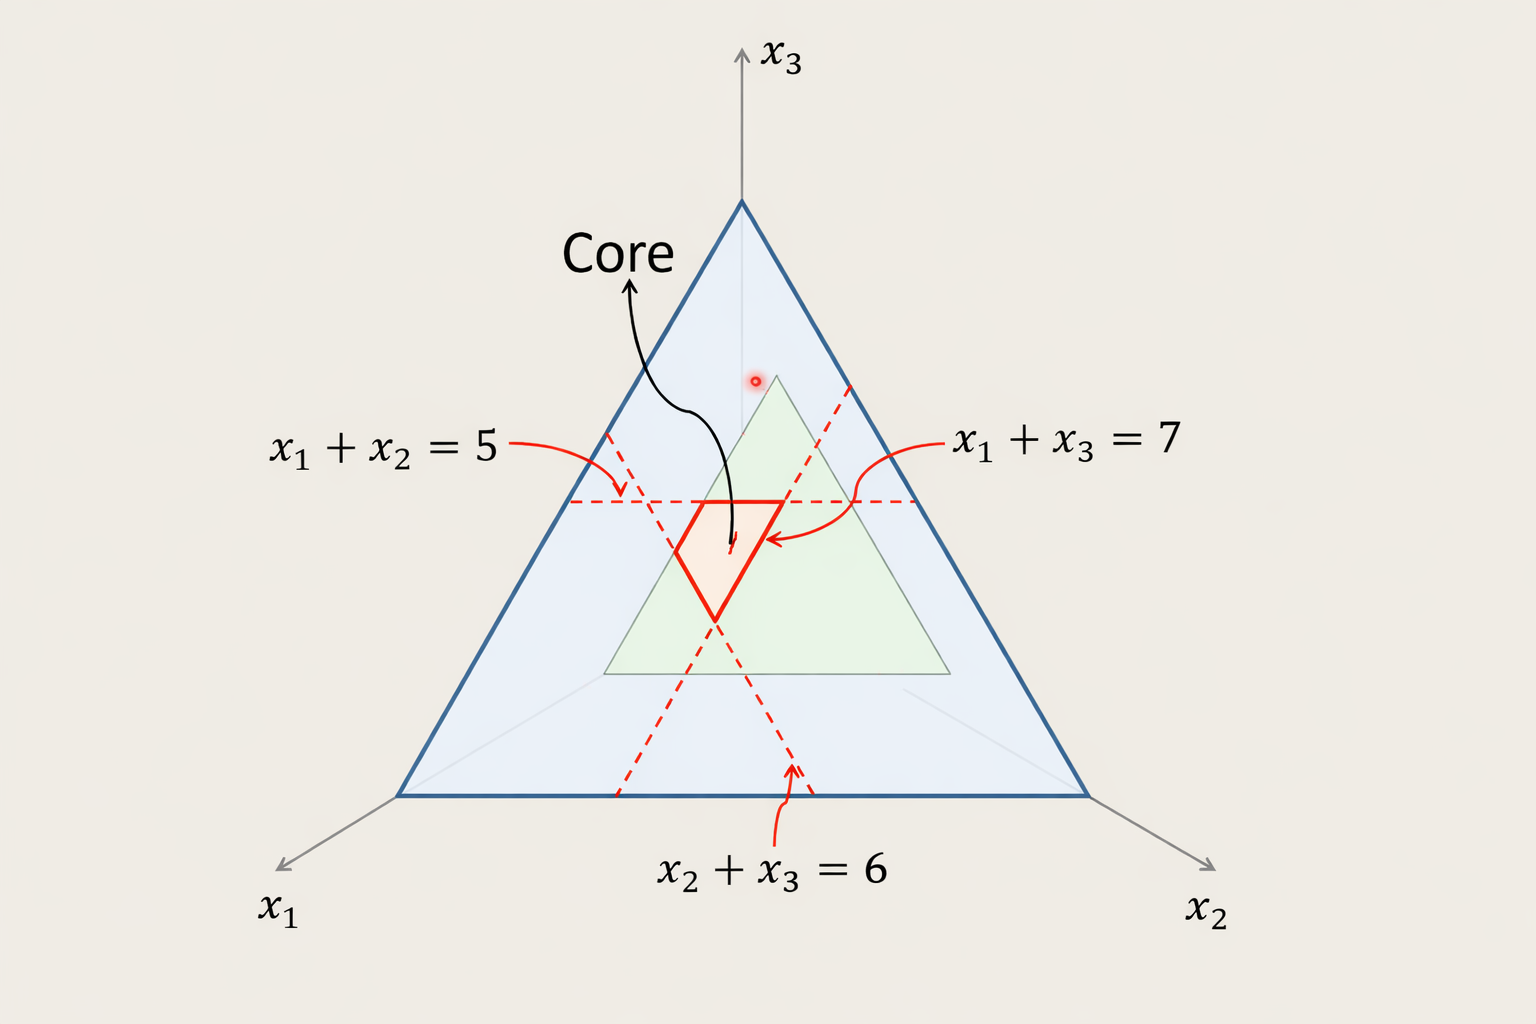 x₃
Core
x₁ + x₂ = 5
x₁ + x₃ = 7
x₂ + x₃ = 6
x₁
x₂